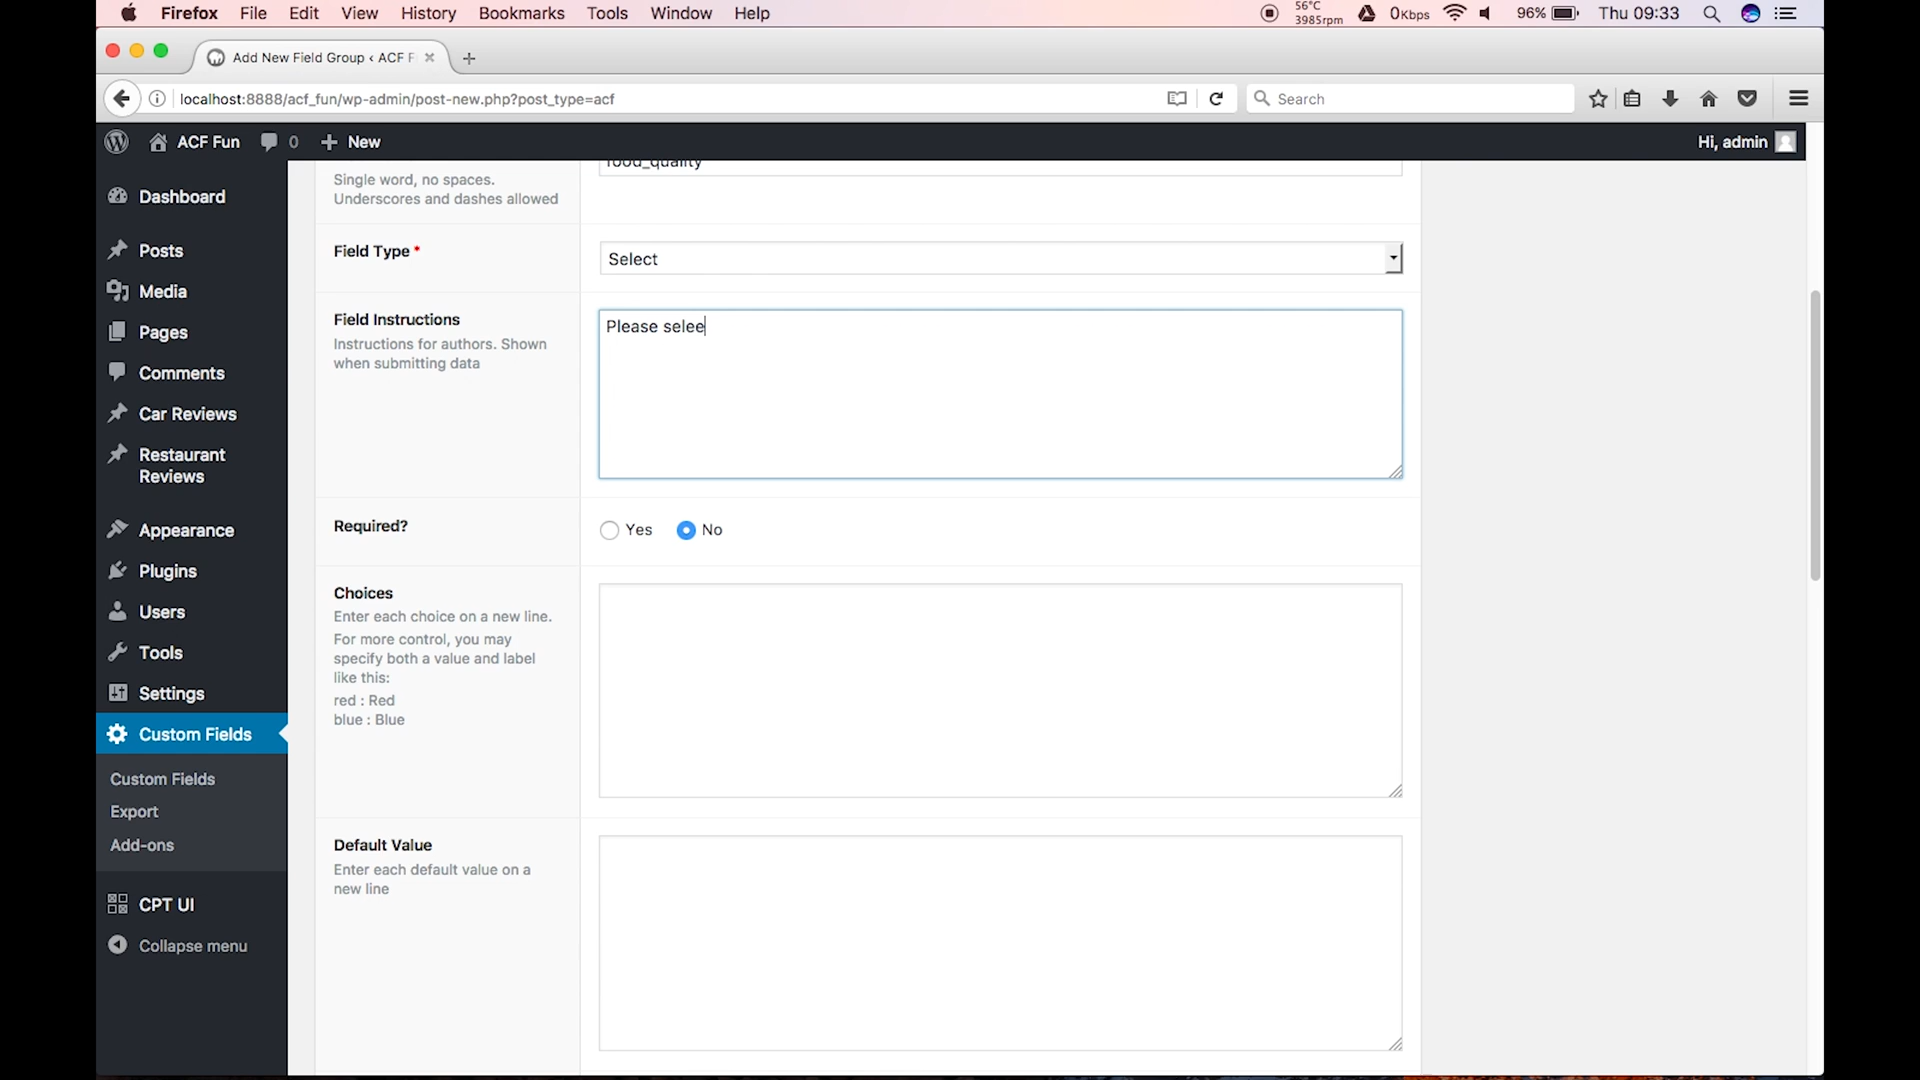 Firefox File Edit View History Bookmarks Tools Window Help 56°C 3985rpm 0Kbps 96% Thu 09:33
Add New Field Group ‹ ACF F
localhost:8888/acf_fun/wp-admin/post-new.php?post_type=acf Search
ACF Fun 0 New Hi, admin
Dashboard
Posts
Media
Pages
Comments
Car Reviews
Restaurant
Reviews
Appearance
Plugins
Users
Tools
Settings
Custom Fields
Custom Fields
Export
Add-ons
CPT UI
Collapse menu
food_quality
Single word, no spaces.
Underscores and dashes allowed
Field Type *
Select
Field Instructions
Instructions for authors. Shown
when submitting data
Please selee
Required?
Yes No
Choices
Enter each choice on a new line.
For more control, you may
specify both a value and label
like this:
red : Red
blue : Blue
Default Value
Enter each default value on a
new line